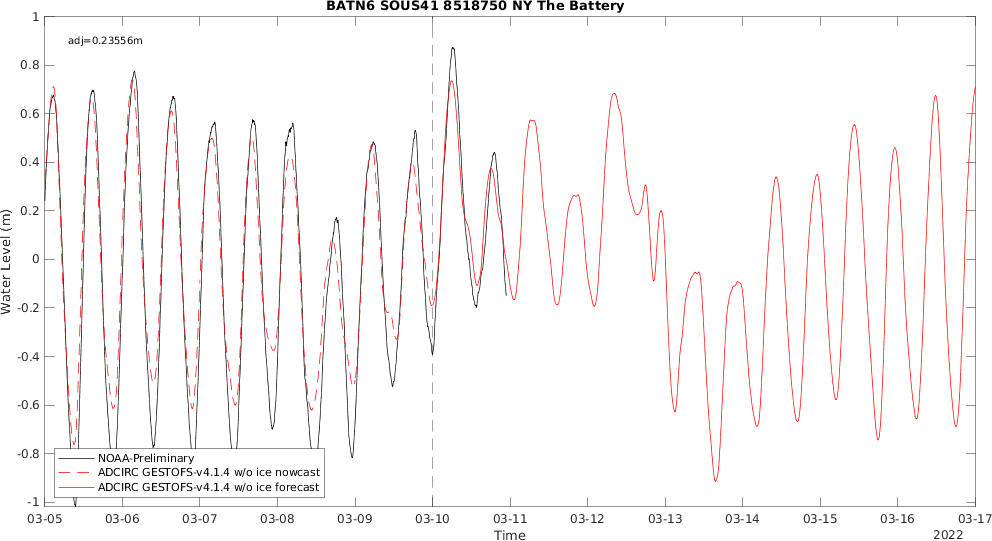 BATN6 SOUS41 8518750 NY The Battery
adj=0.23556m
1
0.8
0.6
0.4
0.2
0
-0.2
-0.4
-0.6
-0.8
-1
Water Level (m)
NOAA-Preliminary
ADCIRC GESTOFS-v4.1.4 w/o ice nowcast
ADCIRC GESTOFS-v4.1.4 w/o ice forecast
03-05 03-06 03-07 03-08 03-09 03-10 03-11 03-12 03-13 03-14 03-15 03-16 03-17
Time
2022